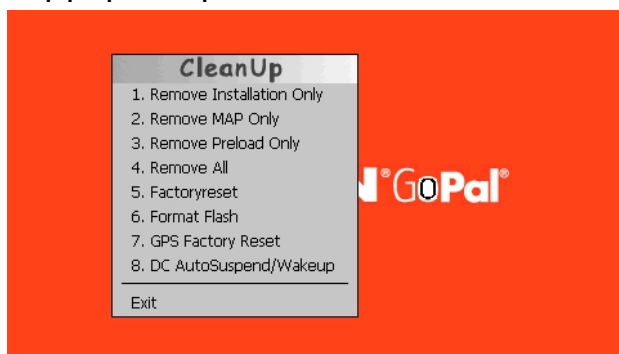 CleanUp
1. Remove Installation Only
2. Remove MAP Only
3. Remove Preload Only
4. Remove All
N®GoPal®
5. Factoryreset
6. Format Flash
7. GPS Factory Reset
8. DC AutoSuspend/Wakeup
Exit